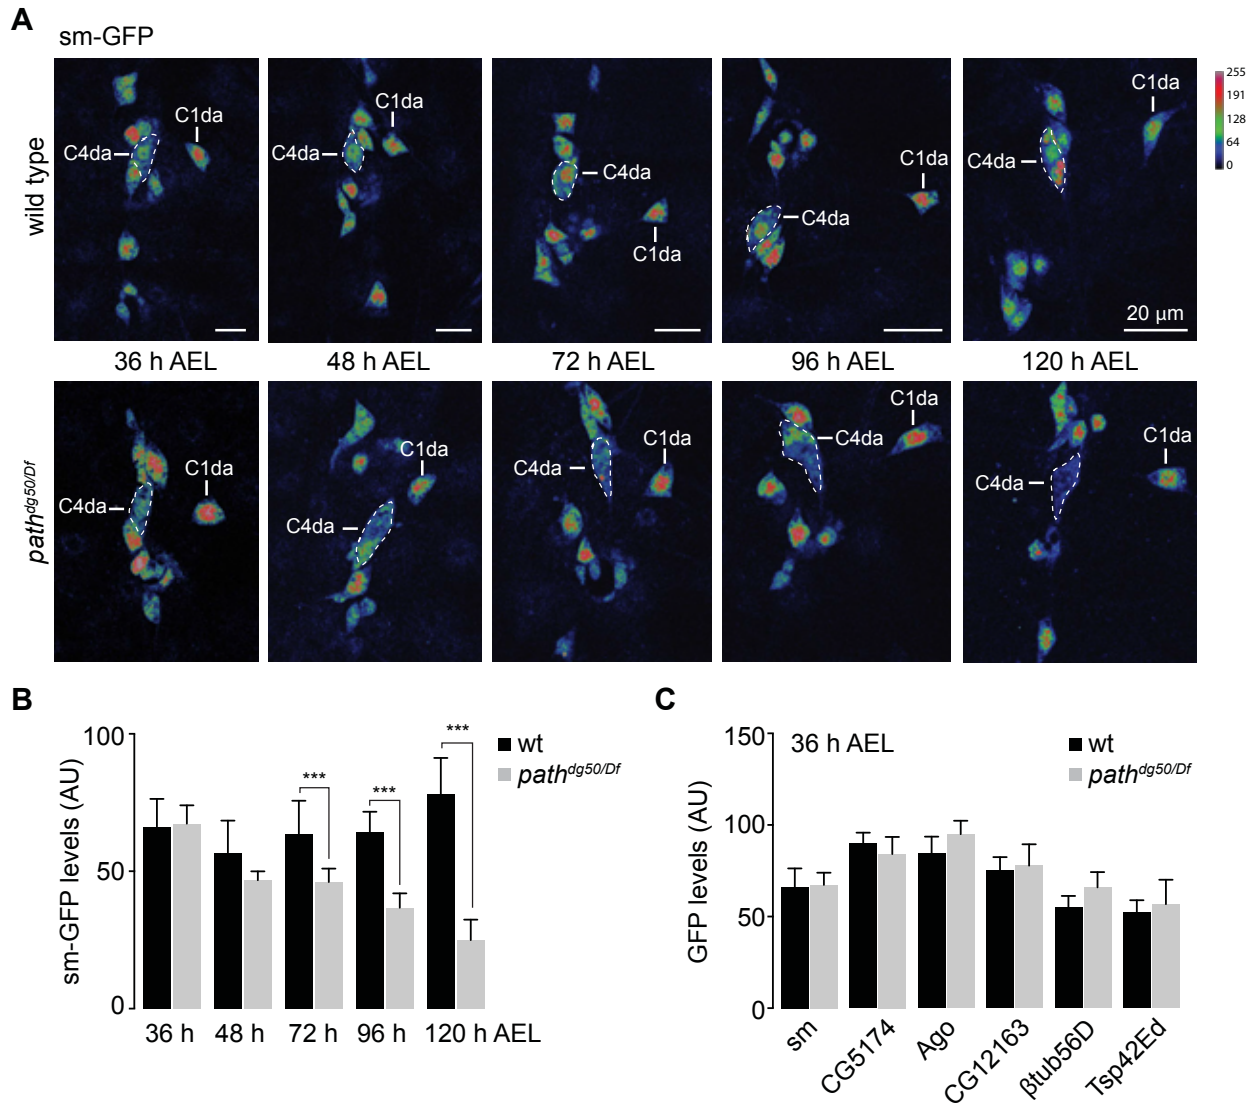 A
sm-GFP
wild type
C4da
C1da
C4da
C1da
C4da
C1da
C4da
C1da
C4da
C1da
20 µm
255
191
128
64
0
36 h AEL
48 h AEL
72 h AEL
96 h AEL
120 h AEL
path^dg50/Df
C4da
C1da
C4da
C1da
C4da
C1da
C4da
C1da
C4da
C1da
B
sm-GFP levels (AU)
100
50
0
***
***
***
wt
path^dg50/Df
36 h
48 h
72 h
96 h
120 h AEL
C
GFP levels (AU)
150
100
50
0
36 h AEL
wt
path^dg50/Df
sm
CG5174
Ago
CG12163
βtub56D
Tsp42Ed